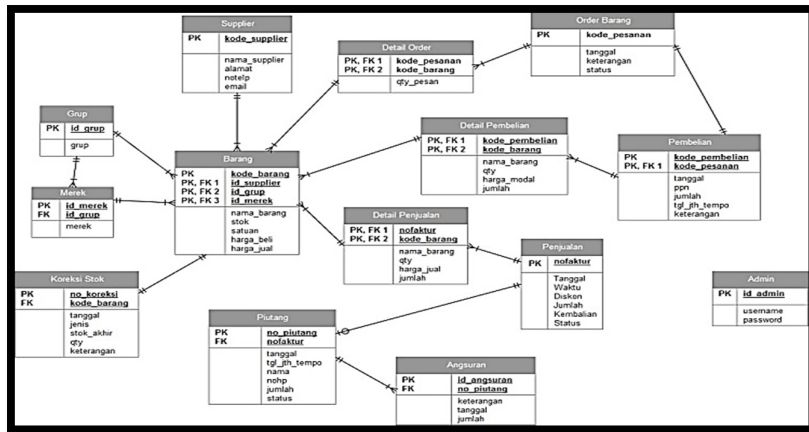 Supplier
PK kode_supplier
nama_supplier
alamat
notelp
email
Detail Order
PK, FK 1 kode_pesanan
PK, FK 2 kode_barang
qty_pesan
Order Barang
PK kode_pesanan
tanggal
keterangan
status
Grup
PK id_grup
grup
Merek
PK id_merek
FK id_grup
merek
Barang
PK kode_barang
PK, FK 1 id_supplier
PK, FK 2 id_grup
PK, FK 3 id_merek
nama_barang
stok
satuan
harga_beli
harga_jual
Detail Pembelian
PK, FK 1 kode_pembelian
PK, FK 2 kode_barang
nama_barang
qty
harga_modal
jumlah
Pembelian
PK kode_pembelian
PK, FK 1 kode_pesanan
tanggal
ppn
jumlah
tgl_jth_tempo
keterangan
Detail Penjualan
PK, FK 1 nofaktur
PK, FK 2 kode_barang
nama_barang
qty
harga_jual
jumlah
Penjualan
PK nofaktur
Tanggal
Waktu
Diskon
Jumlah
Kembalian
Status
Koreksi Stok
PK no_koreksi
FK kode_barang
tanggal
jenis
stok_akhir
qty
keterangan
Admin
PK id_admin
username
password
Piutang
PK no_piutang
FK nofaktur
tanggal
tgl_jth_tempo
nama
nohp
jumlah
status
Angsuran
PK id_angsuran
FK no_piutang
keterangan
tanggal
jumlah